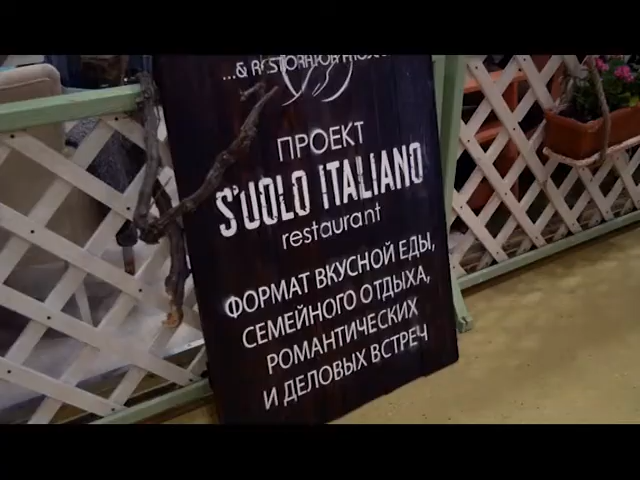 ...&
ПРОЕКТ
S'UOLO ITALIANO
restaurant
ФОРМАТ ВКУСНОЙ ЕДЫ,
СЕМЕЙНОГО ОТДЫХА,
РОМАНТИЧЕСКИХ
И ДЕЛОВЫХ ВСТРЕЧ